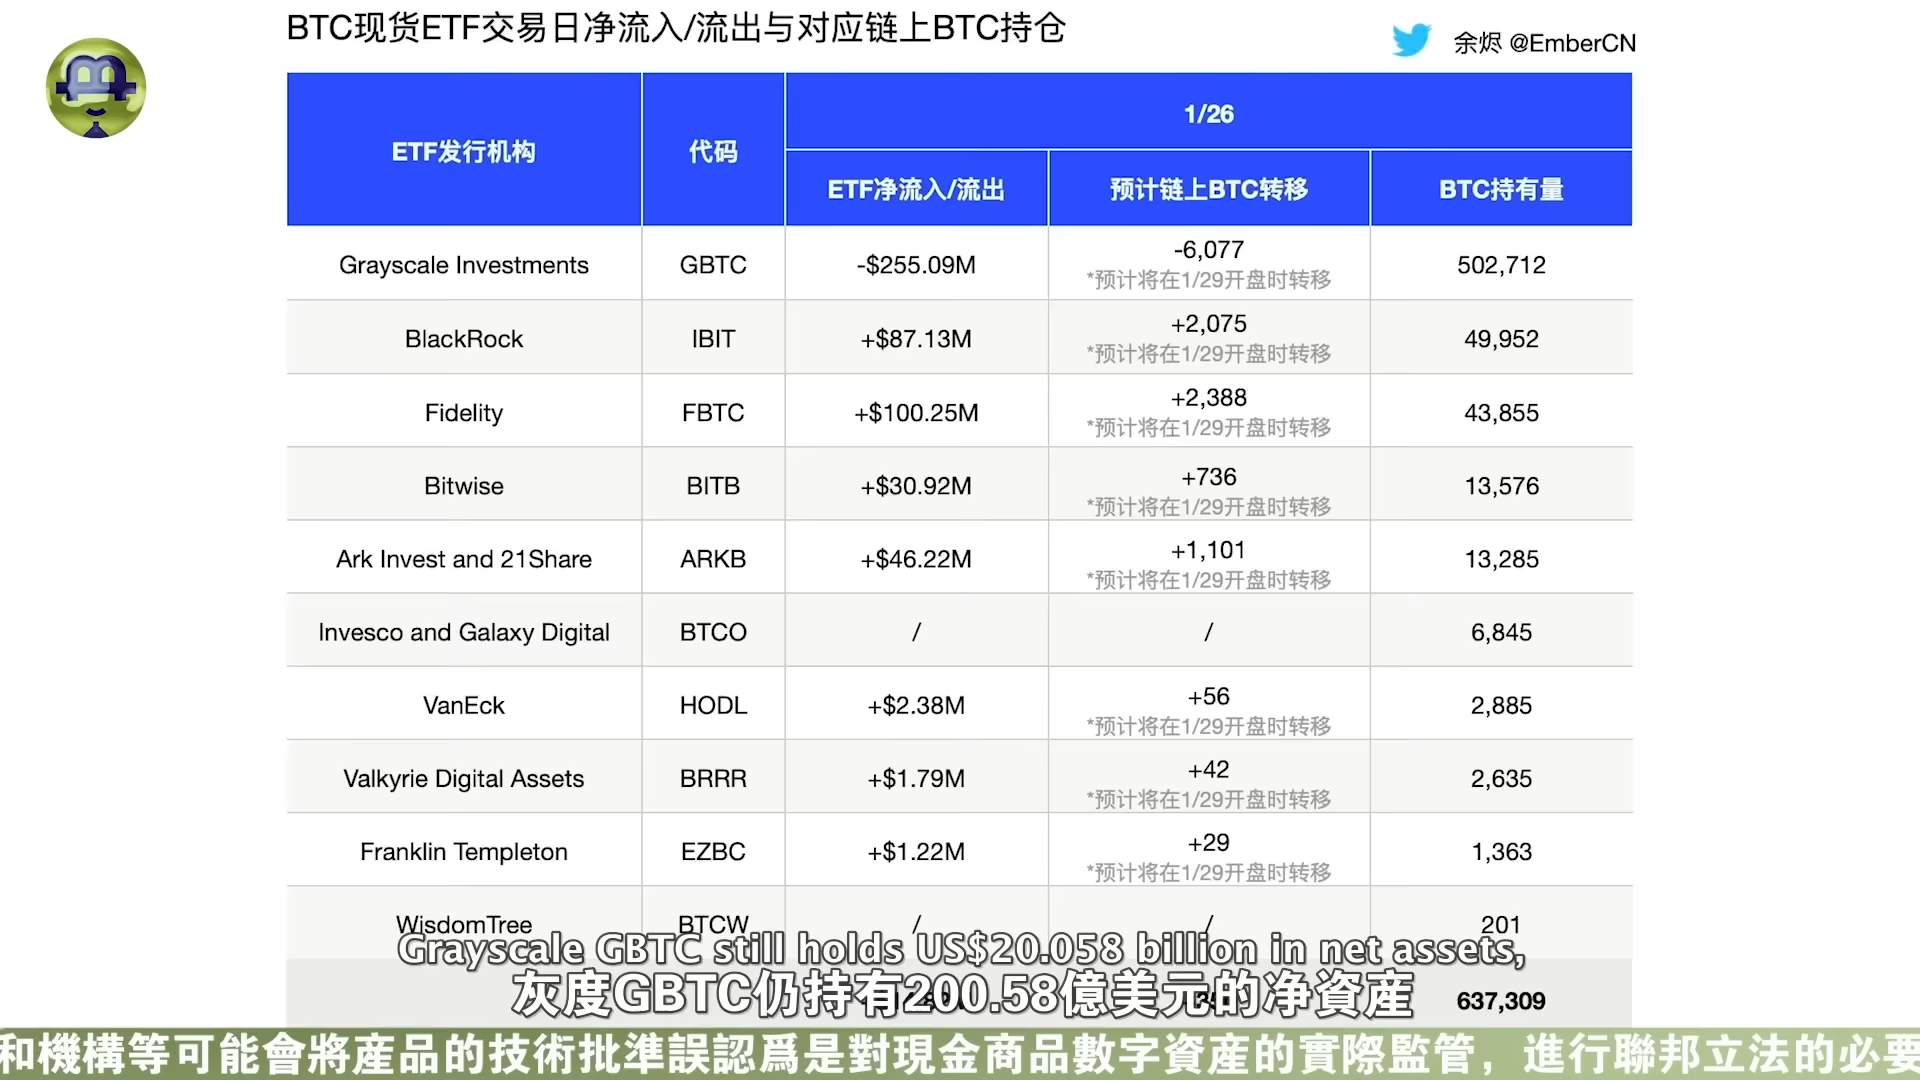 BTC现货ETF交易日净流入/流出与对应链上BTC持仓
余烬 @EmberCN
ETF发行机构 代码 1/26
ETF净流入/流出 预计链上BTC转移 BTC持有量
Grayscale Investments GBTC -$255.09M -6,077 502,712
*预计将在1/29开盘时转移
BlackRock IBIT +$87.13M +2,075 49,952
*预计将在1/29开盘时转移
Fidelity FBTC +$100.25M +2,388 43,855
*预计将在1/29开盘时转移
Bitwise BITB +$30.92M +736 13,576
*预计将在1/29开盘时转移
Ark Invest and 21Share ARKB +$46.22M +1,101 13,285
*预计将在1/29开盘时转移
Invesco and Galaxy Digital BTCO / / 6,845
VanEck HODL +$2.38M +56 2,885
*预计将在1/29开盘时转移
Valkyrie Digital Assets BRRR +$1.79M +42 2,635
*预计将在1/29开盘时转移
Franklin Templeton EZBC +$1.22M +29 1,363
*预计将在1/29开盘时转移
WisdomTree BTCW / / 201
Grayscale GBTC still holds US$20.058 billion in net assets,
灰度GBTC仍持有200.58億美元的净資産
637,309
和機構等可能會將産品的技術批準誤認爲是對現金商品數字資産的實際監管，進行聯邦立法的必要